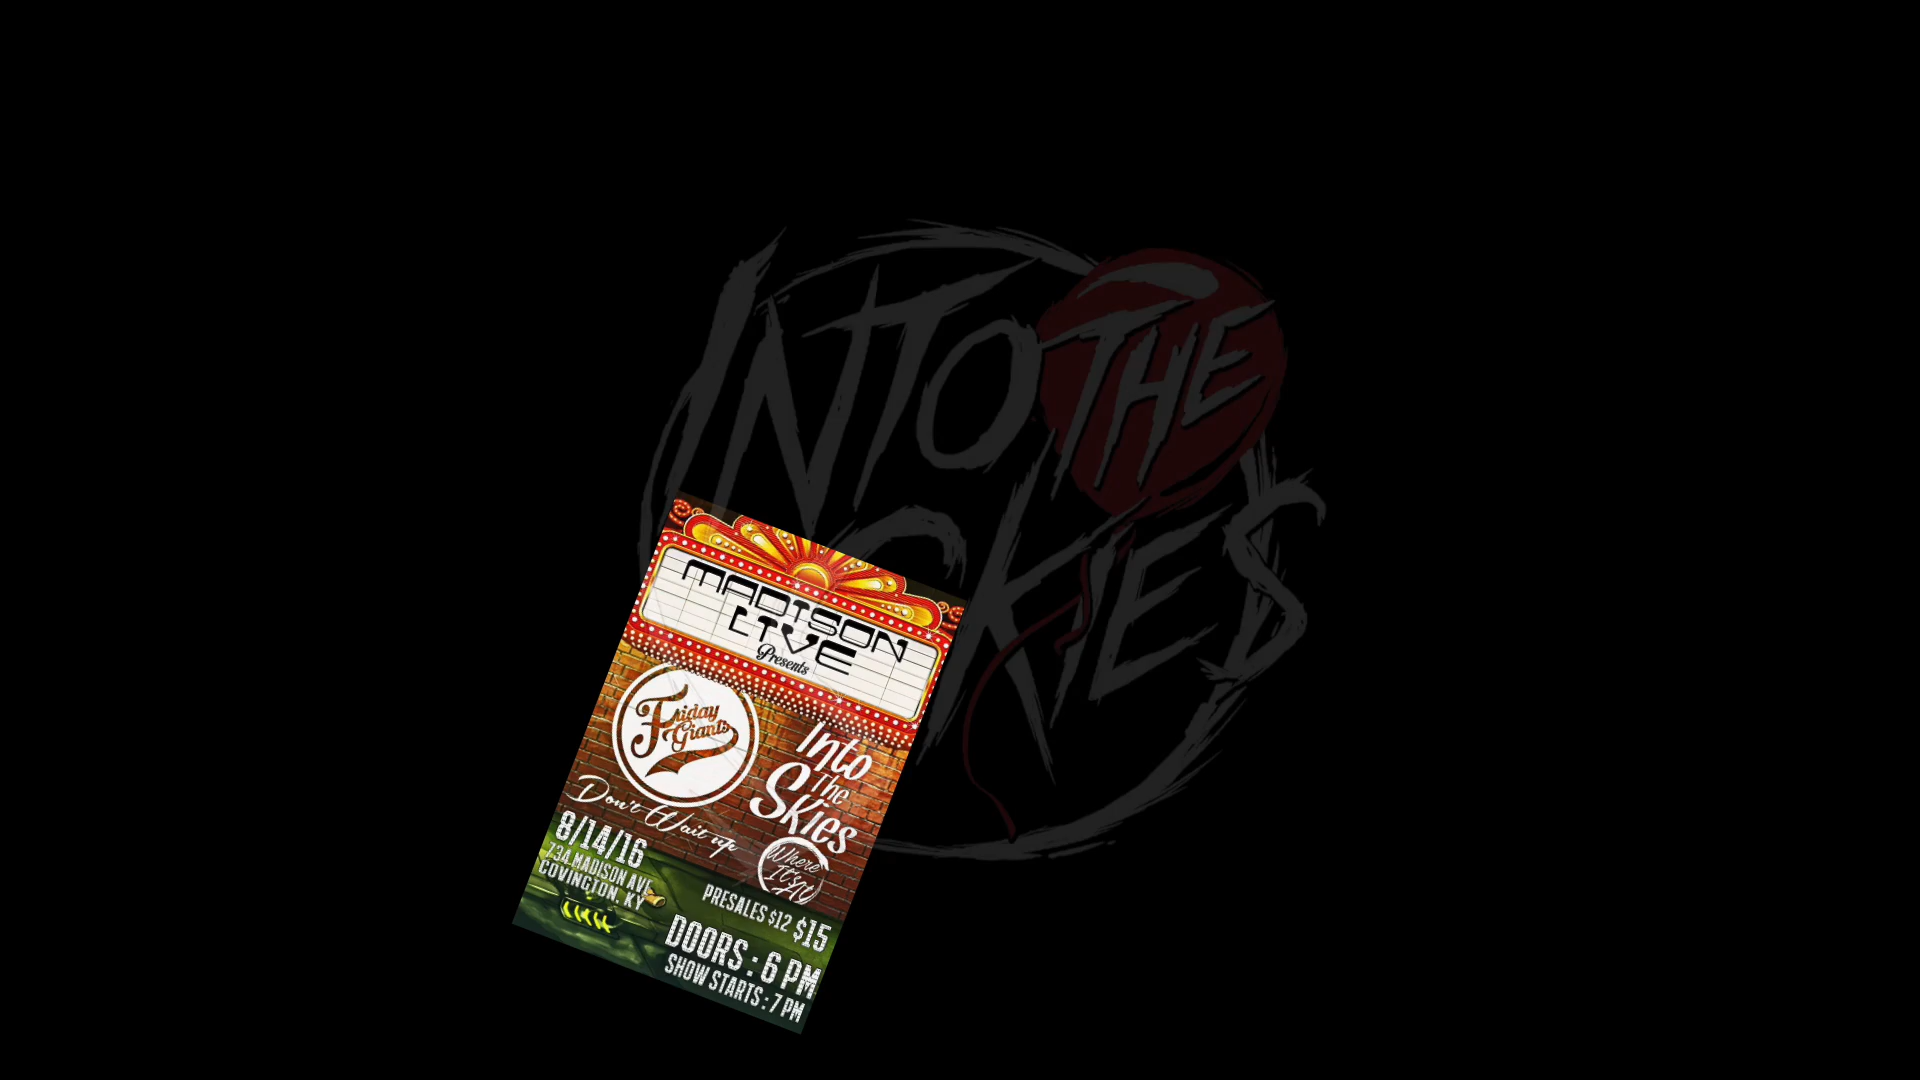 INTO THE
SKIES
MADISON
LIVE
Presents
Friday
Giants
Into
The
Skies
Don't Wait up
Where
It's
At
8/14/16
734 MADISON AVE
COVINGTON, KY
PRESALES $12 $15
DOORS : 6 PM
SHOW STARTS : 7 PM